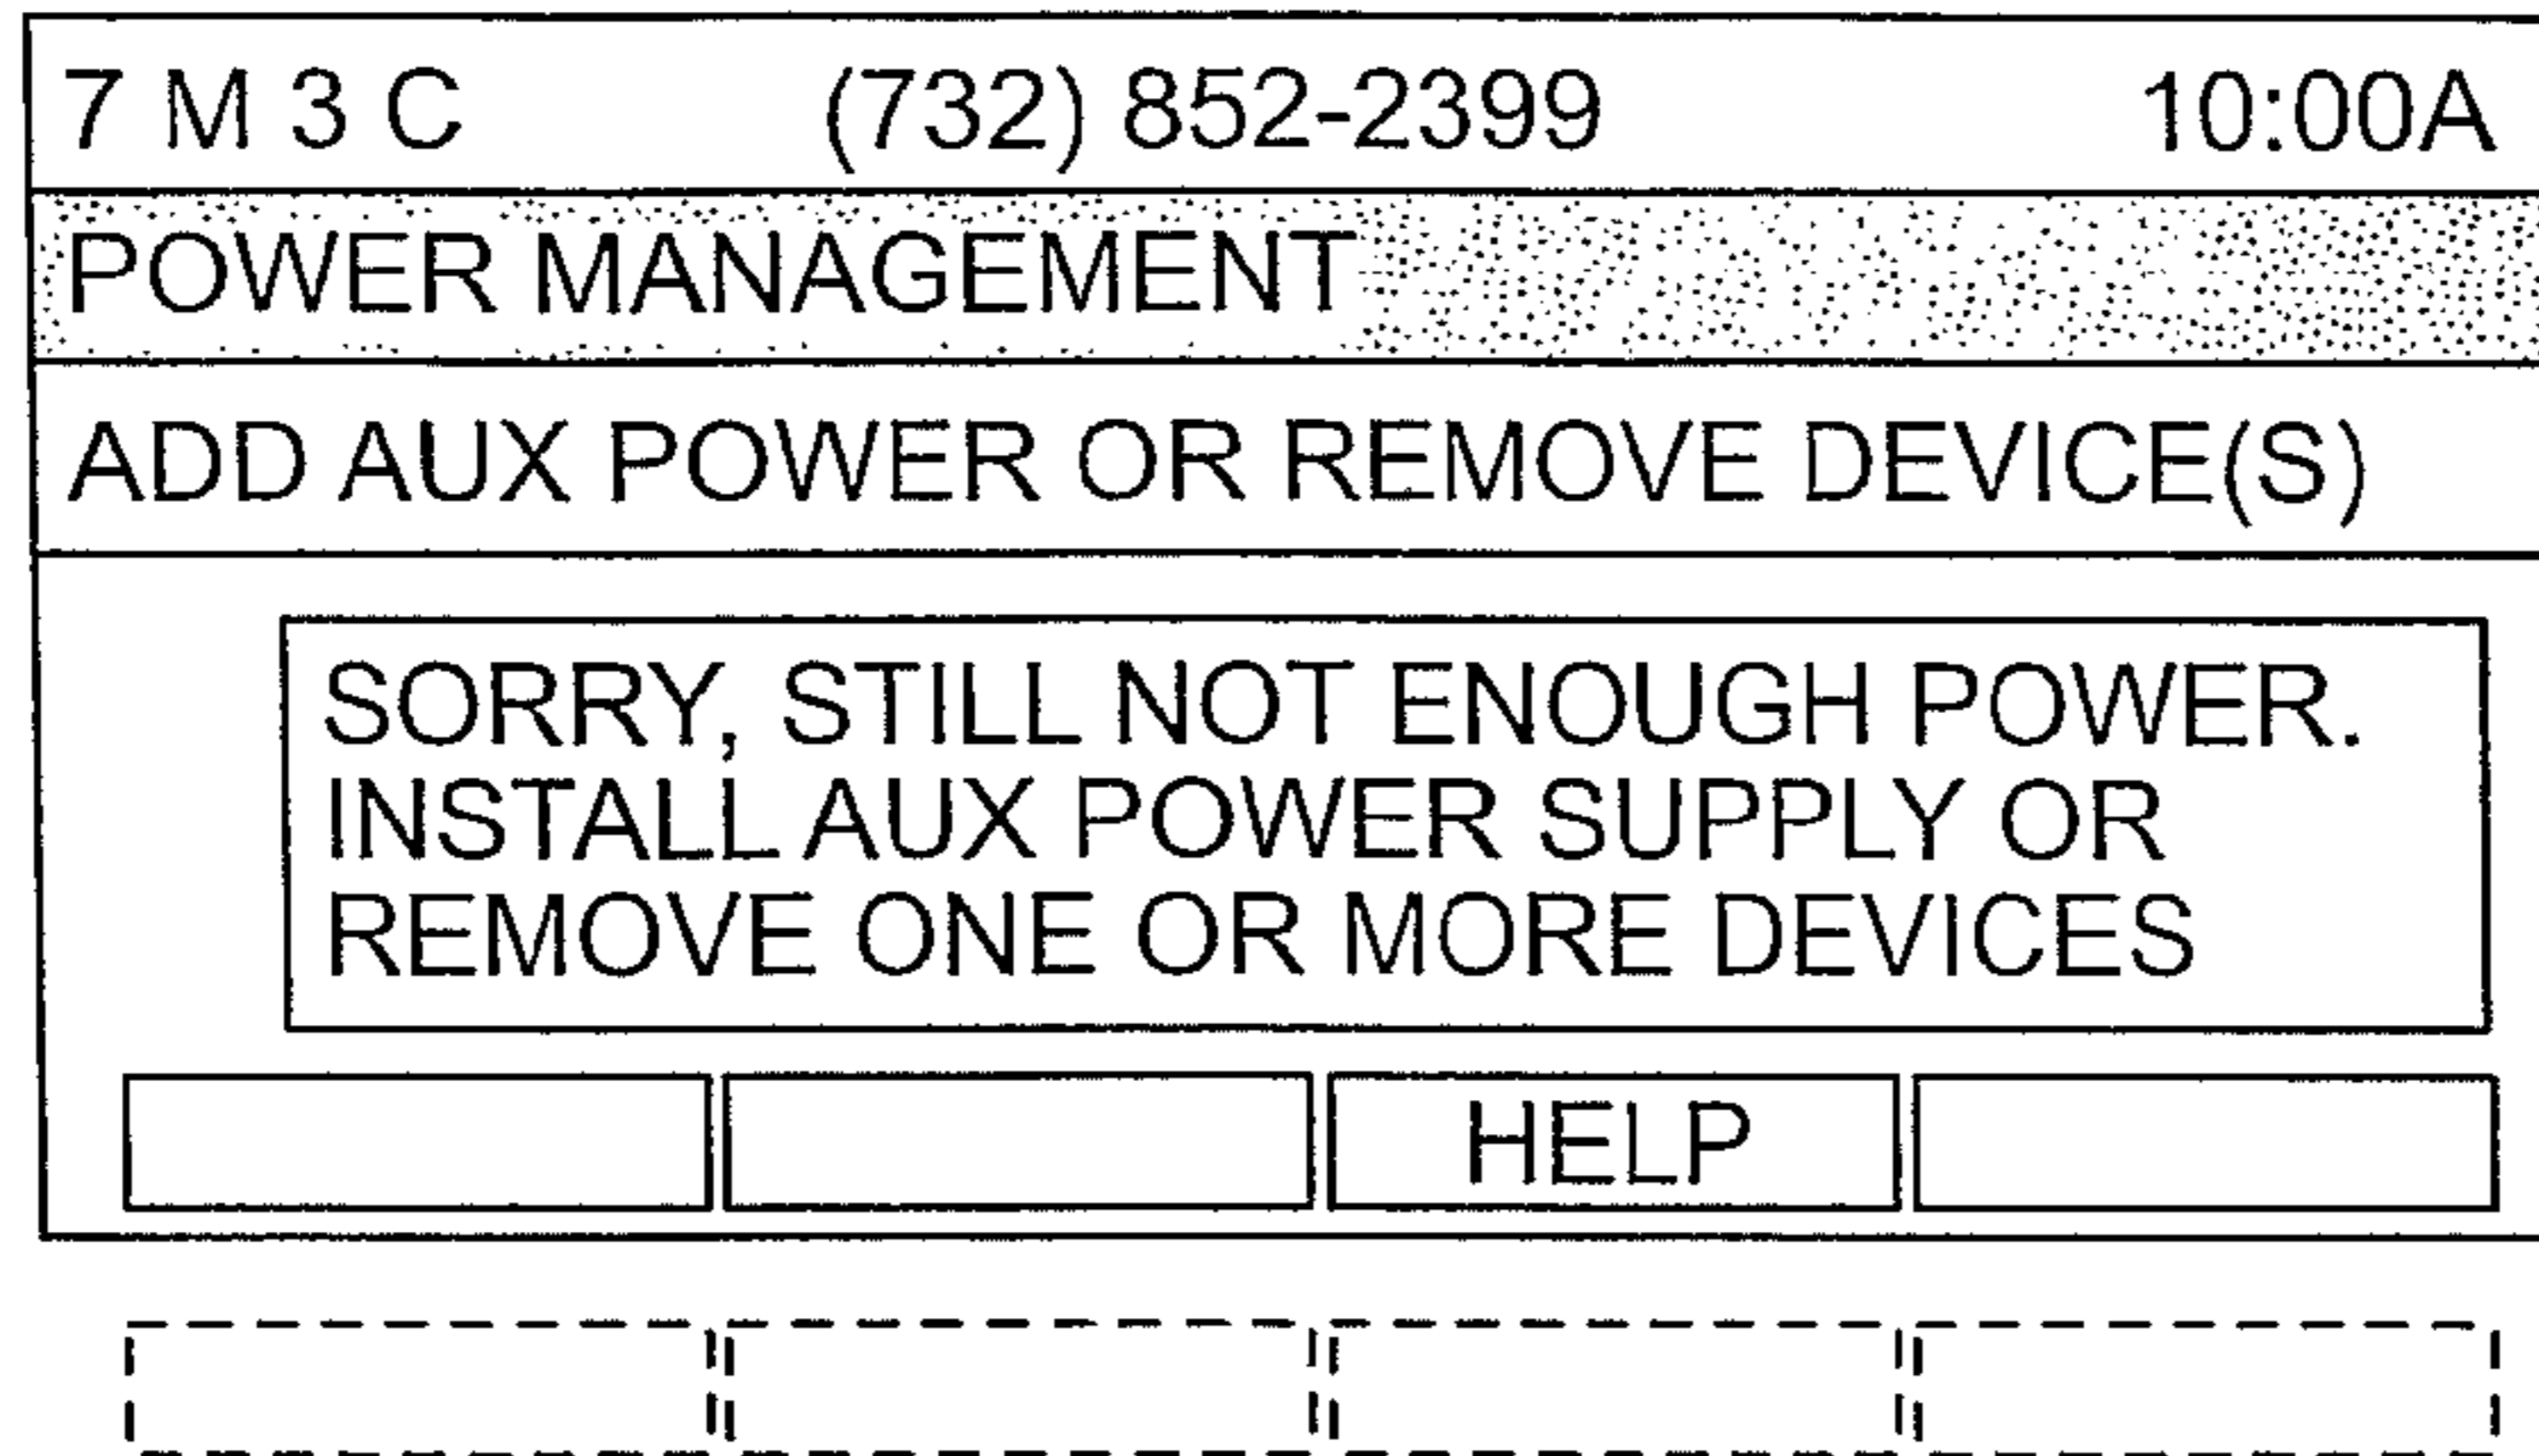 7 M 3 C (732) 852-2399 10:00A
POWER MANAGEMENT
ADD AUX POWER OR REMOVE DEVICE(S)
SORRY, STILL NOT ENOUGH POWER.
INSTALL AUX POWER SUPPLY OR
REMOVE ONE OR MORE DEVICES
HELP